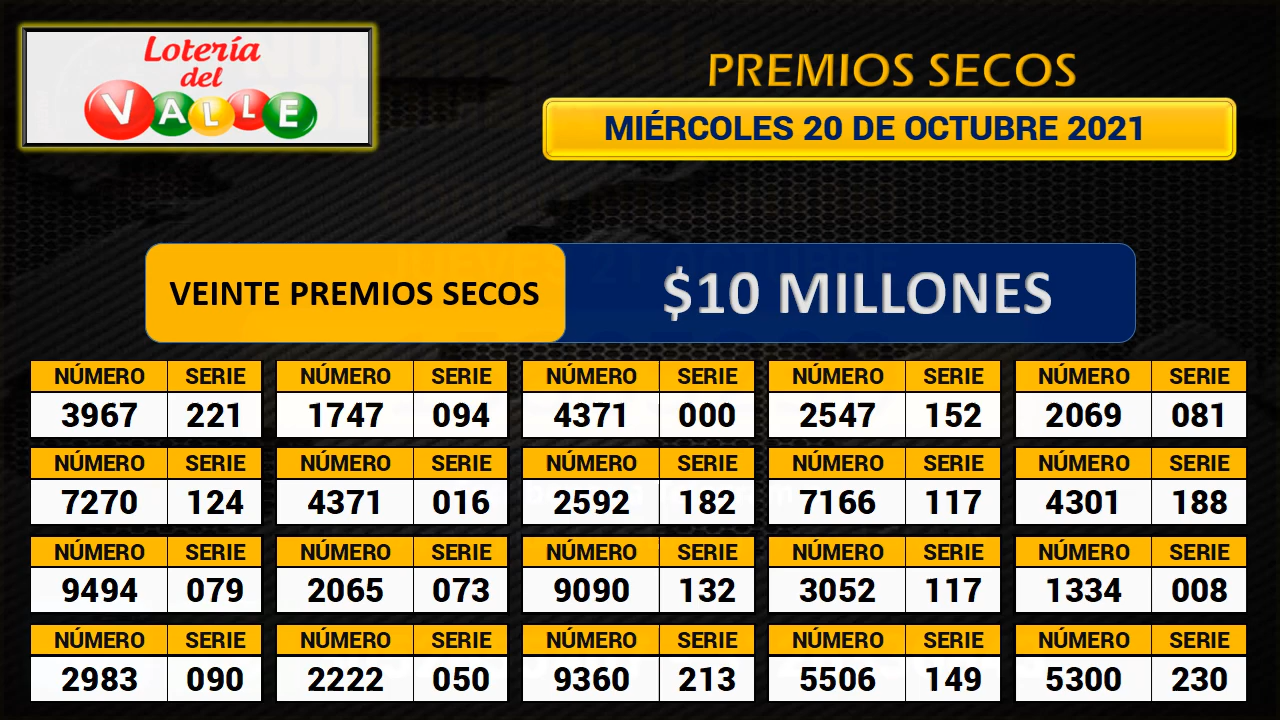 Lotería
del
VALLE
PREMIOS SECOS
MIÉRCOLES 20 DE OCTUBRE 2021
VEINTE PREMIOS SECOS $10 MILLONES
NÚMERO SERIE NÚMERO SERIE NÚMERO SERIE NÚMERO SERIE NÚMERO SERIE
3967 221 1747 094 4371 000 2547 152 2069 081
NÚMERO SERIE NÚMERO SERIE NÚMERO SERIE NÚMERO SERIE NÚMERO SERIE
7270 124 4371 016 2592 182 7166 117 4301 188
NÚMERO SERIE NÚMERO SERIE NÚMERO SERIE NÚMERO SERIE NÚMERO SERIE
9494 079 2065 073 9090 132 3052 117 1334 008
NÚMERO SERIE NÚMERO SERIE NÚMERO SERIE NÚMERO SERIE NÚMERO SERIE
2983 090 2222 050 9360 213 5506 149 5300 230